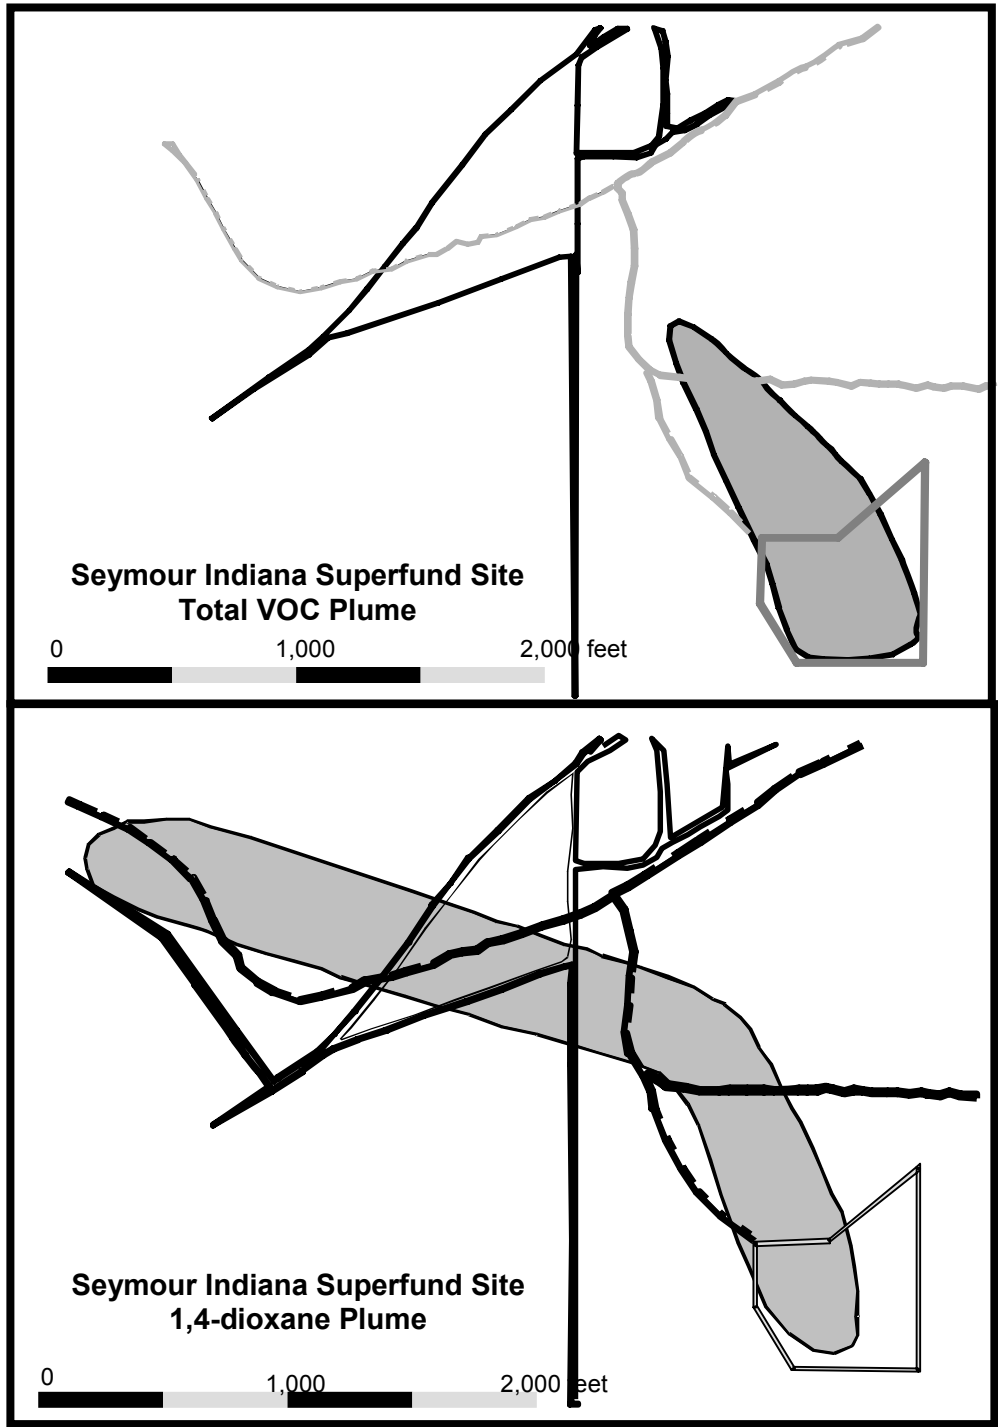 Seymour Indiana Superfund Site
Total VOC Plume
0 1,000 2,000 feet
Seymour Indiana Superfund Site
1,4-dioxane Plume
0 1,000 2,000 feet